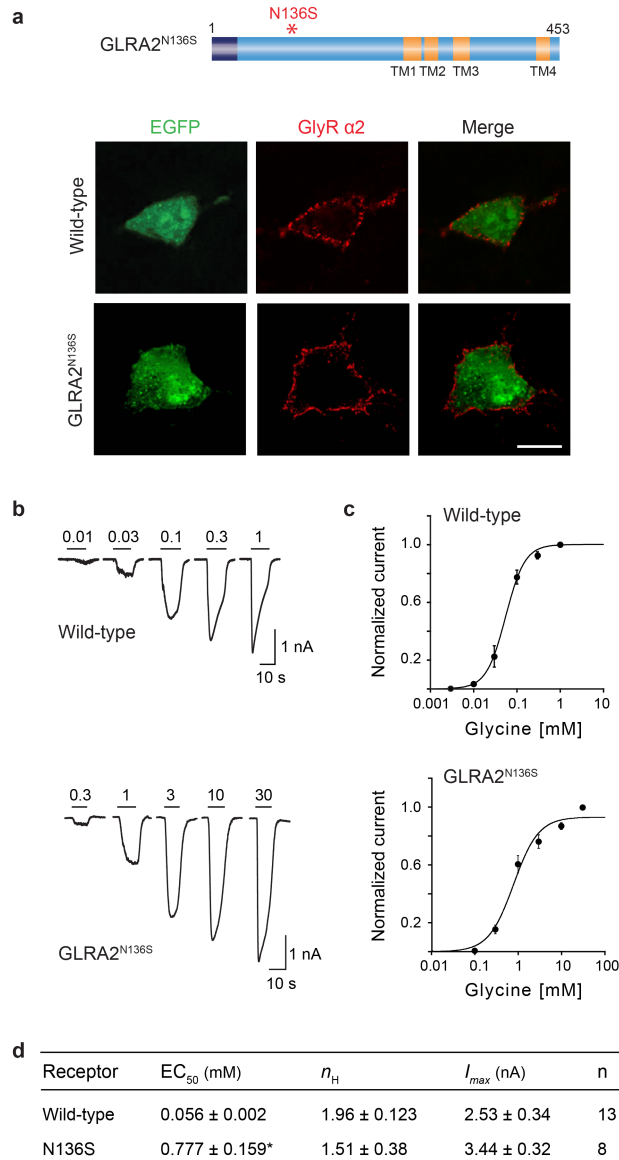 a
N136S
*
1 453
GLRA2N136S
TM1 TM2 TM3 TM4
EGFP GlyR α2 Merge
Wild-type
GLRA2N136S
b
0.01 0.03 0.1 0.3 1
Wild-type
1 nA
10 s
0.3 1 3 10 30
GLRA2N136S
1 nA
10 s
c
Wild-type
Normalized current
1.0
0.6
0.2
0.001 0.01 0.1 1 10
Glycine [mM]
GLRA2N136S
Normalized current
1.0
0.6
0.2
0.01 0.1 1 10 100
Glycine [mM]
d
Receptor EC50 (mM) nH Imax (nA) n
Wild-type 0.056 ± 0.002 1.96 ± 0.123 2.53 ± 0.34 13
N136S 0.777 ± 0.159* 1.51 ± 0.38 3.44 ± 0.32 8